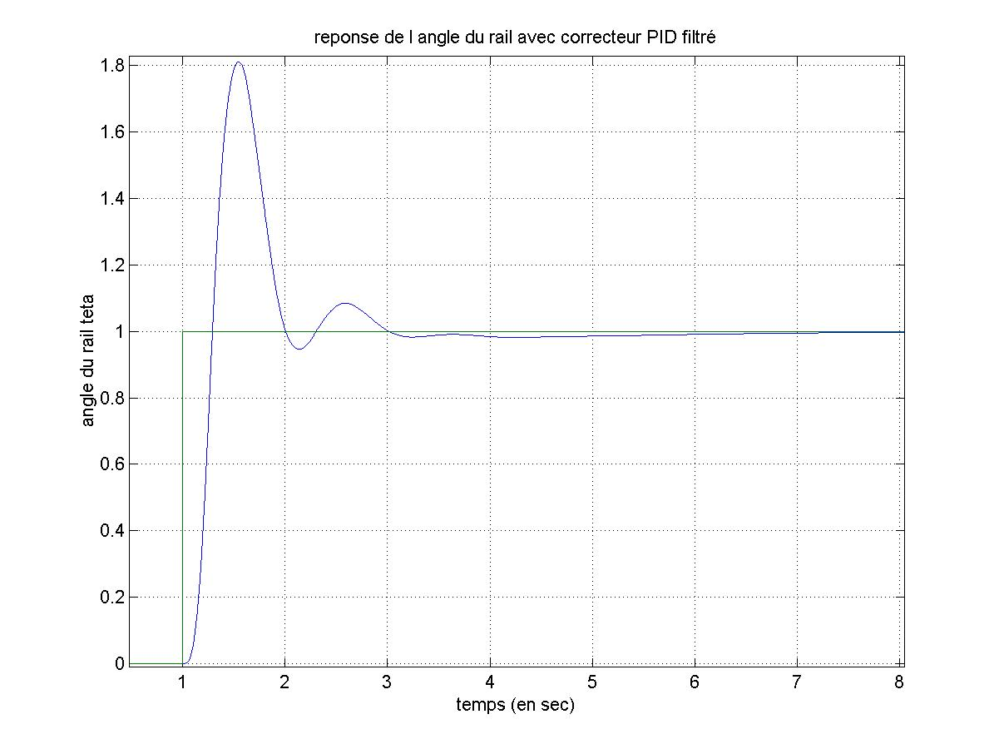 reponse de l angle du rail avec correcteur PID filtré
1.8
1.6
1.4
1.2
1
0.8
0.6
0.4
0.2
0
angle du rail teta
1 2 3 4 5 6 7 8
temps (en sec)